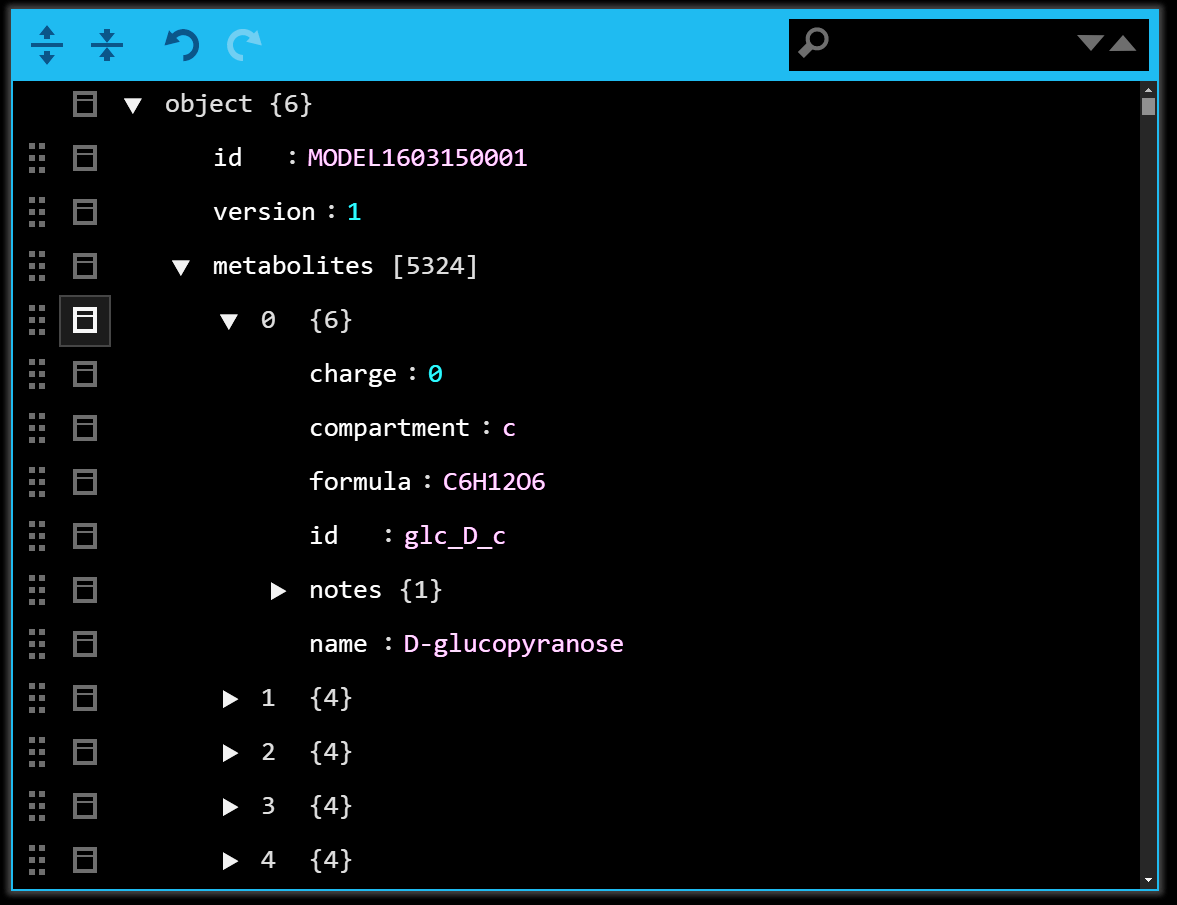 object {6}
id : MODEL1603150001
version : 1
metabolites [5324]
0 {6}
charge : 0
compartment : c
formula : C6H12O6
id : glc_D_c
notes {1}
name : D-glucopyranose
1 {4}
2 {4}
3 {4}
4 {4}